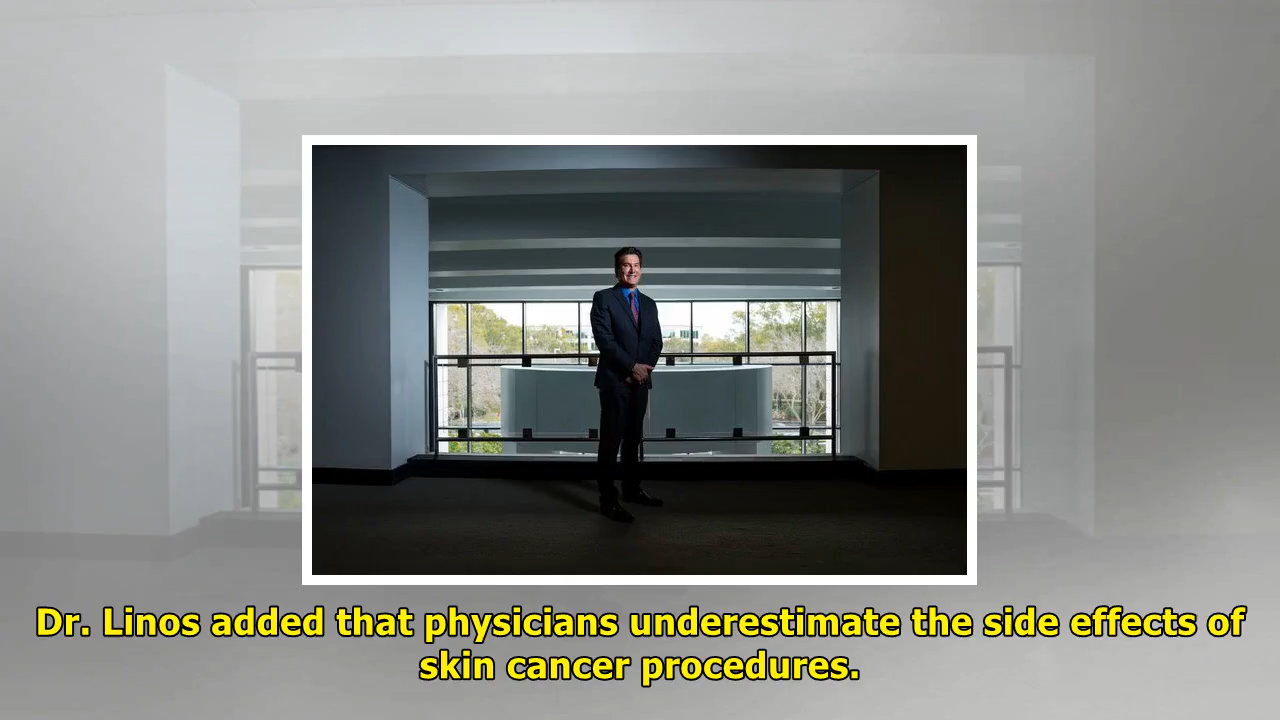 Dr. Linos added that physicians underestimate the side effects of
skin cancer procedures.